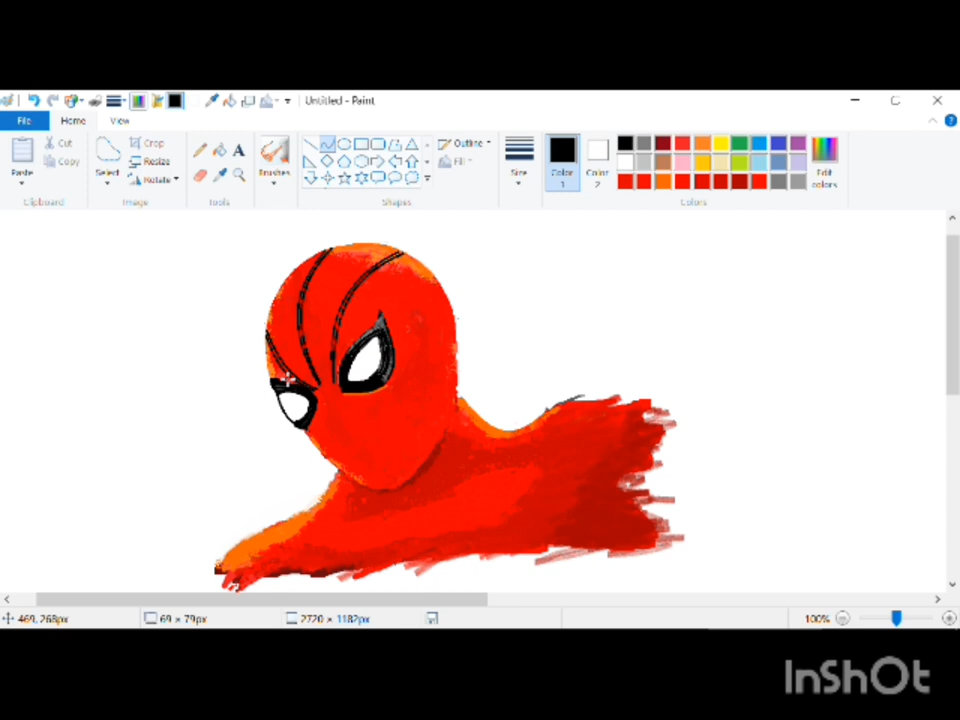 Untitled - Paint
File Home View
Cut
Copy
Paste
Clipboard
Crop
Resize
Rotate
Select
Image
A
Tools
Brushes
Outline
Fill
Shapes
Size
Color 1
Color 2
Edit colors
Colors
469, 268px
69 × 79px
2720 × 1182px
100%
InShOt